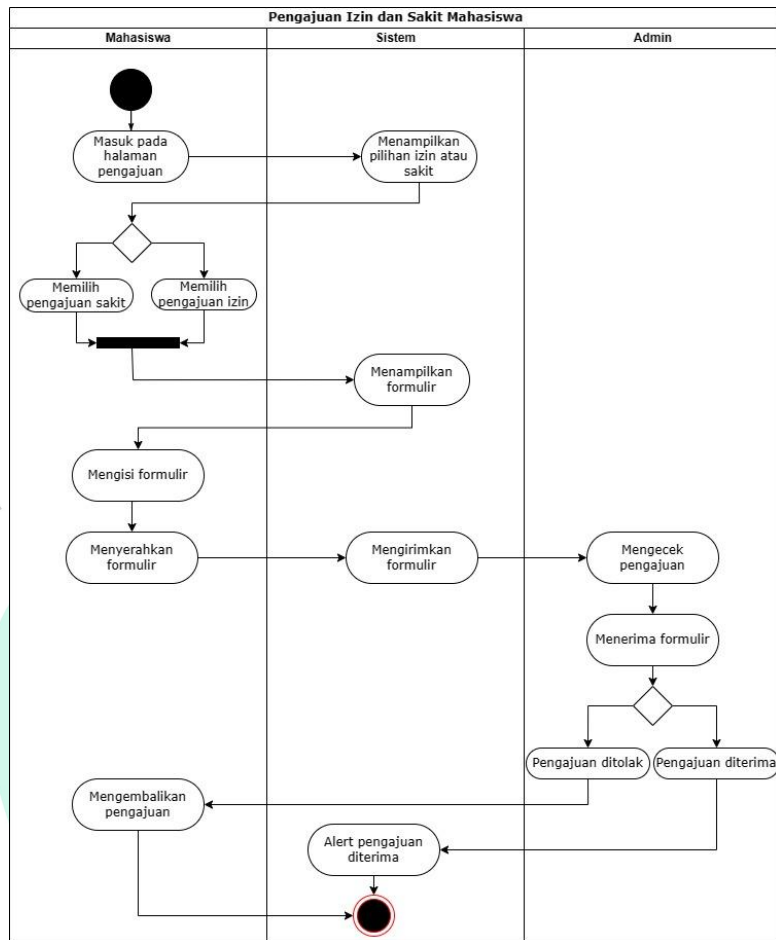 Pengajuan Izin dan Sakit Mahasiswa
Mahasiswa
Sistem
Admin
Masuk pada
halaman
pengajuan
Menampilkan
pilihan izin atau
sakit
Memilih
pengajuan sakit
Memilih
pengajuan izin
Menampilkan
formulir
Mengisi formulir
Menyerahkan
formulir
Mengirimkan
formulir
Mengecek
pengajuan
Menerima formulir
Pengajuan ditolak
Pengajuan diterima
Mengembalikan
pengajuan
Alert pengajuan
diterima